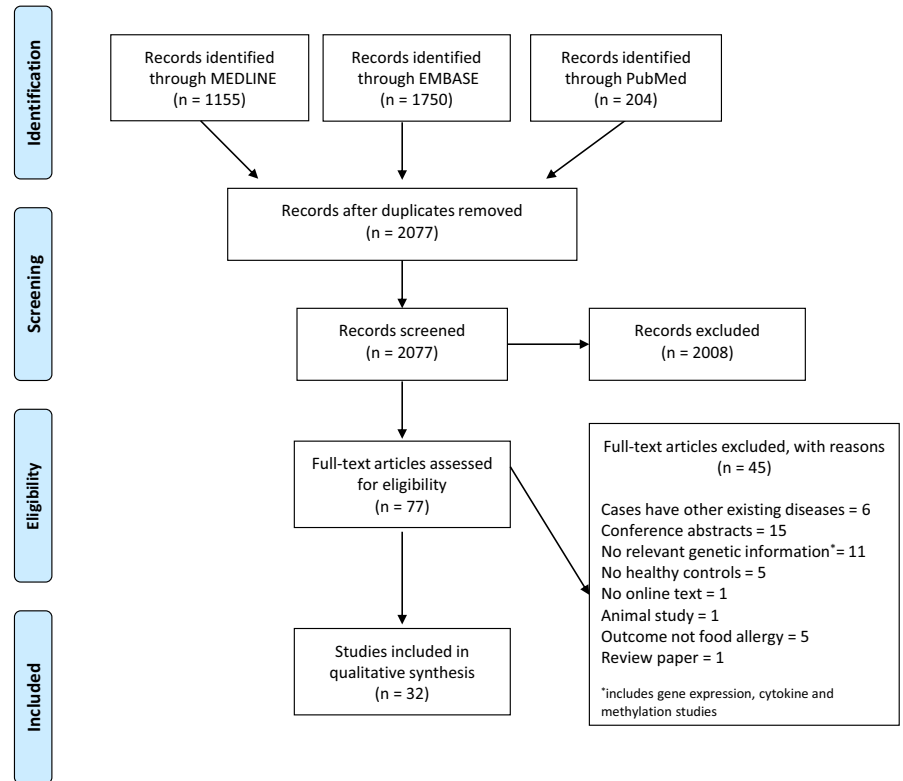 Identification
Records identified
through MEDLINE
(n = 1155)
Records identified
through EMBASE
(n = 1750)
Records identified
through PubMed
(n = 204)
Records after duplicates removed
(n = 2077)
Screening
Records screened
(n = 2077)
Records excluded
(n = 2008)
Eligibility
Full-text articles assessed
for eligibility
(n = 77)
Full-text articles excluded, with reasons
(n = 45)
Cases have other existing diseases = 6
Conference abstracts = 15
No relevant genetic information*= 11
No healthy controls = 5
No online text = 1
Animal study = 1
Outcome not food allergy = 5
Review paper = 1
*includes gene expression, cytokine and
methylation studies
Included
Studies included in
qualitative synthesis
(n = 32)